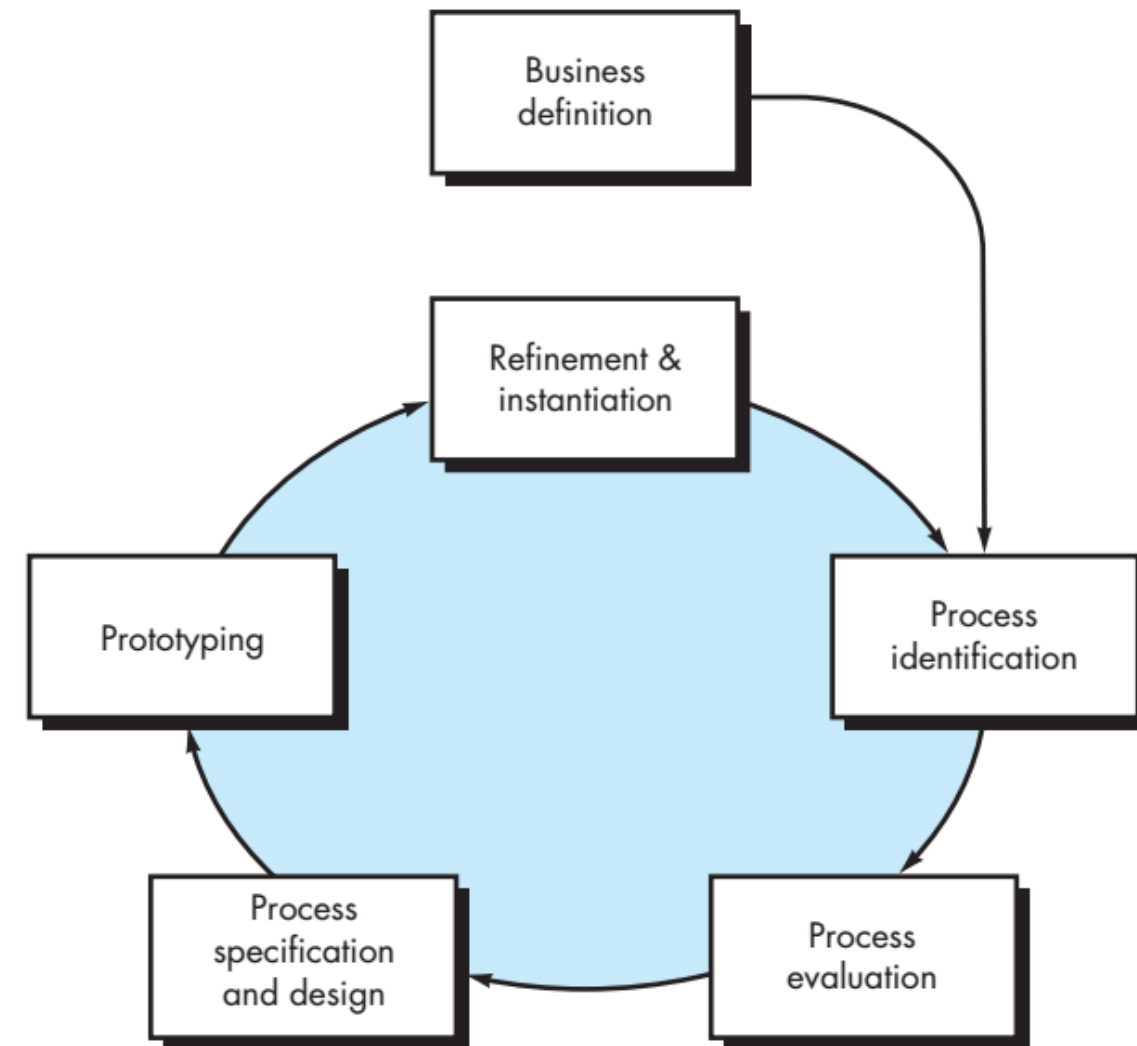 Business
definition
Refinement &
instantiation
Prototyping
Process
identification
Process
specification
and design
Process
evaluation